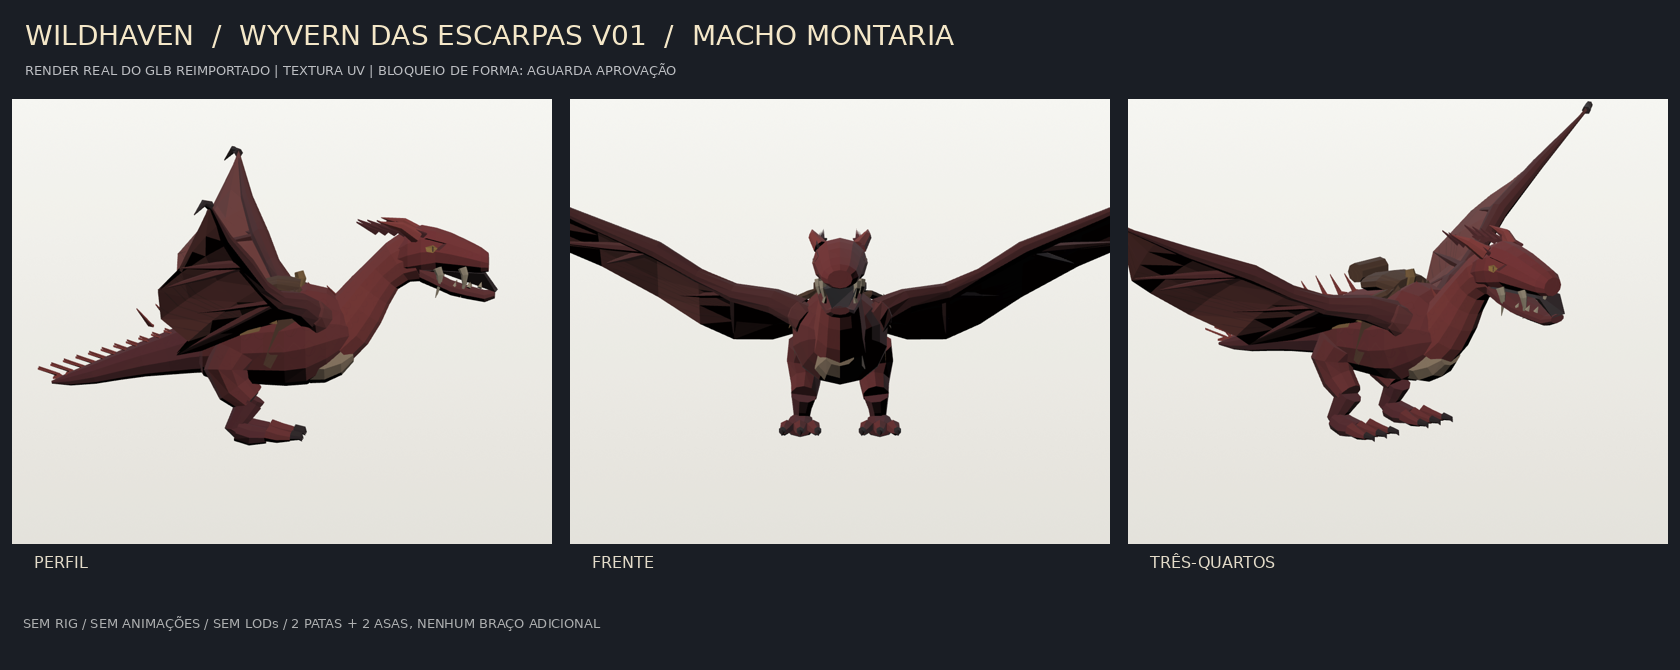 WILDHAVEN / WYVERN DAS ESCARPAS V01 / MACHO MONTARIA
RENDER REAL DO GLB REIMPORTADO | TEXTURA UV | BLOQUEIO DE FORMA: AGUARDA APROVAÇÃO
PERFIL
FRENTE
TRÊS-QUARTOS
SEM RIG / SEM ANIMAÇÕES / SEM LODs / 2 PATAS + 2 ASAS, NENHUM BRAÇO ADICIONAL